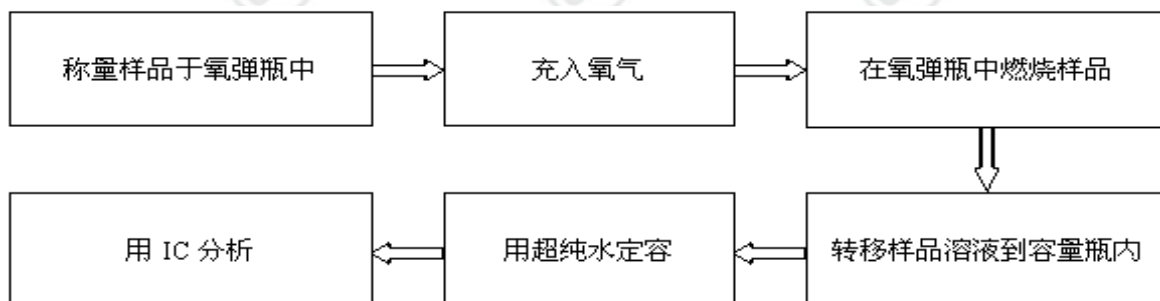 称量样品于氧弹瓶中
充入氧气
在氧弹瓶中燃烧样品
用 IC 分析
用超纯水定容
转移样品溶液到容量瓶内